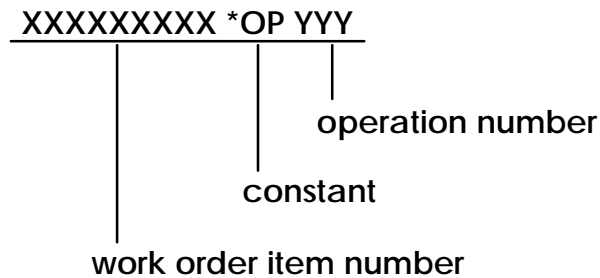 XXXXXXXXX *OP YYY
operation number
constant
work order item number